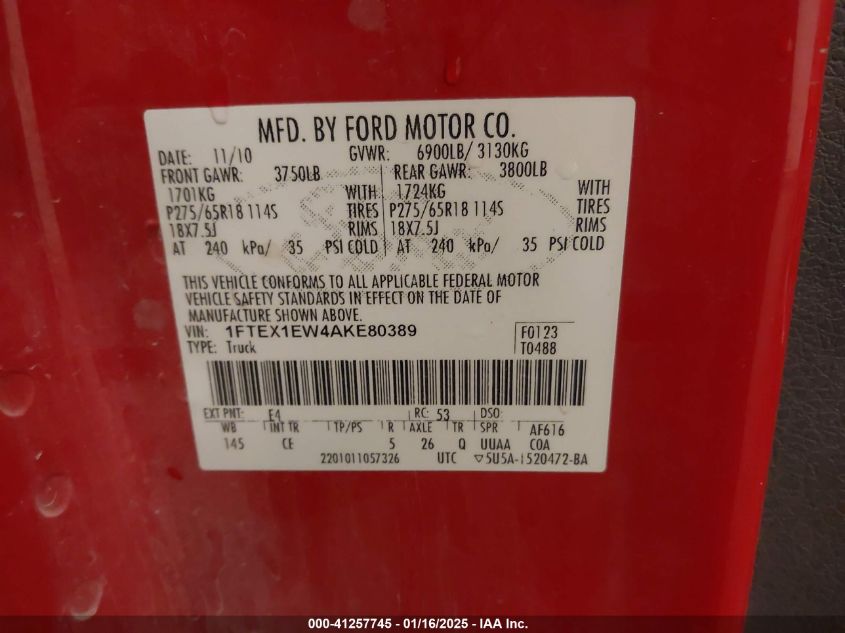 MFD. BY FORD MOTOR CO.
DATE: 11/10 GVWR: 6900LB/ 3130KG
FRONT GAWR: 3750LB REAR GAWR: 3800LB
1701KG WITH 1724KG WITH
P275/65R18 114S TIRES P275/65R18 114S TIRES
18X7.5J RIMS 18X7.5J RIMS
AT 240 kPa/ 35 PSI COLD AT 240 kPa/ 35 PSI COLD
THIS VEHICLE CONFORMS TO ALL APPLICABLE FEDERAL MOTOR
VEHICLE SAFETY STANDARDS IN EFFECT ON THE DATE OF
MANUFACTURE SHOWN ABOVE.
VIN: 1FTEX1EW4AKE80389 F0123
TYPE: Truck T0488
EXT PNT: E4 RC: 53 DSO:
WB INT TR TP/PS R AXLE TR SPR AF616
145 CE 5 26 Q UUAA COA
2201011057326 UTC ▽5U5A-1520472-BA
000-41257745 - 01/16/2025 - IAA Inc.